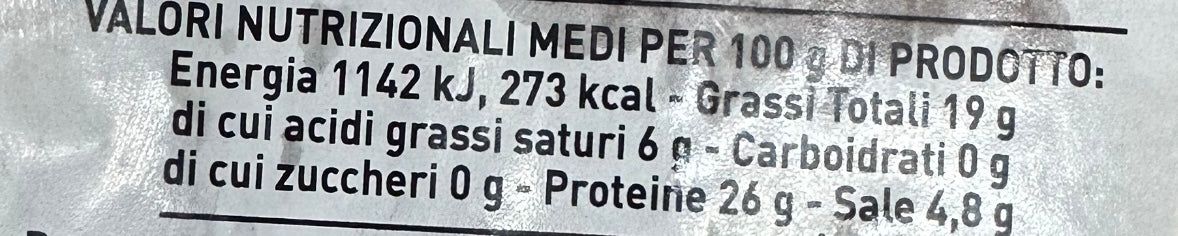 VALORI NUTRIZIONALI MEDI PER 100 g DI PRODOTTO:
Energia 1142 kJ, 273 kcal - Grassi Totali 19 g
di cui acidi grassi saturi 6 g - Carboidrati 0 g
di cui zuccheri 0 g - Proteine 26 g - Sale 4,8 g